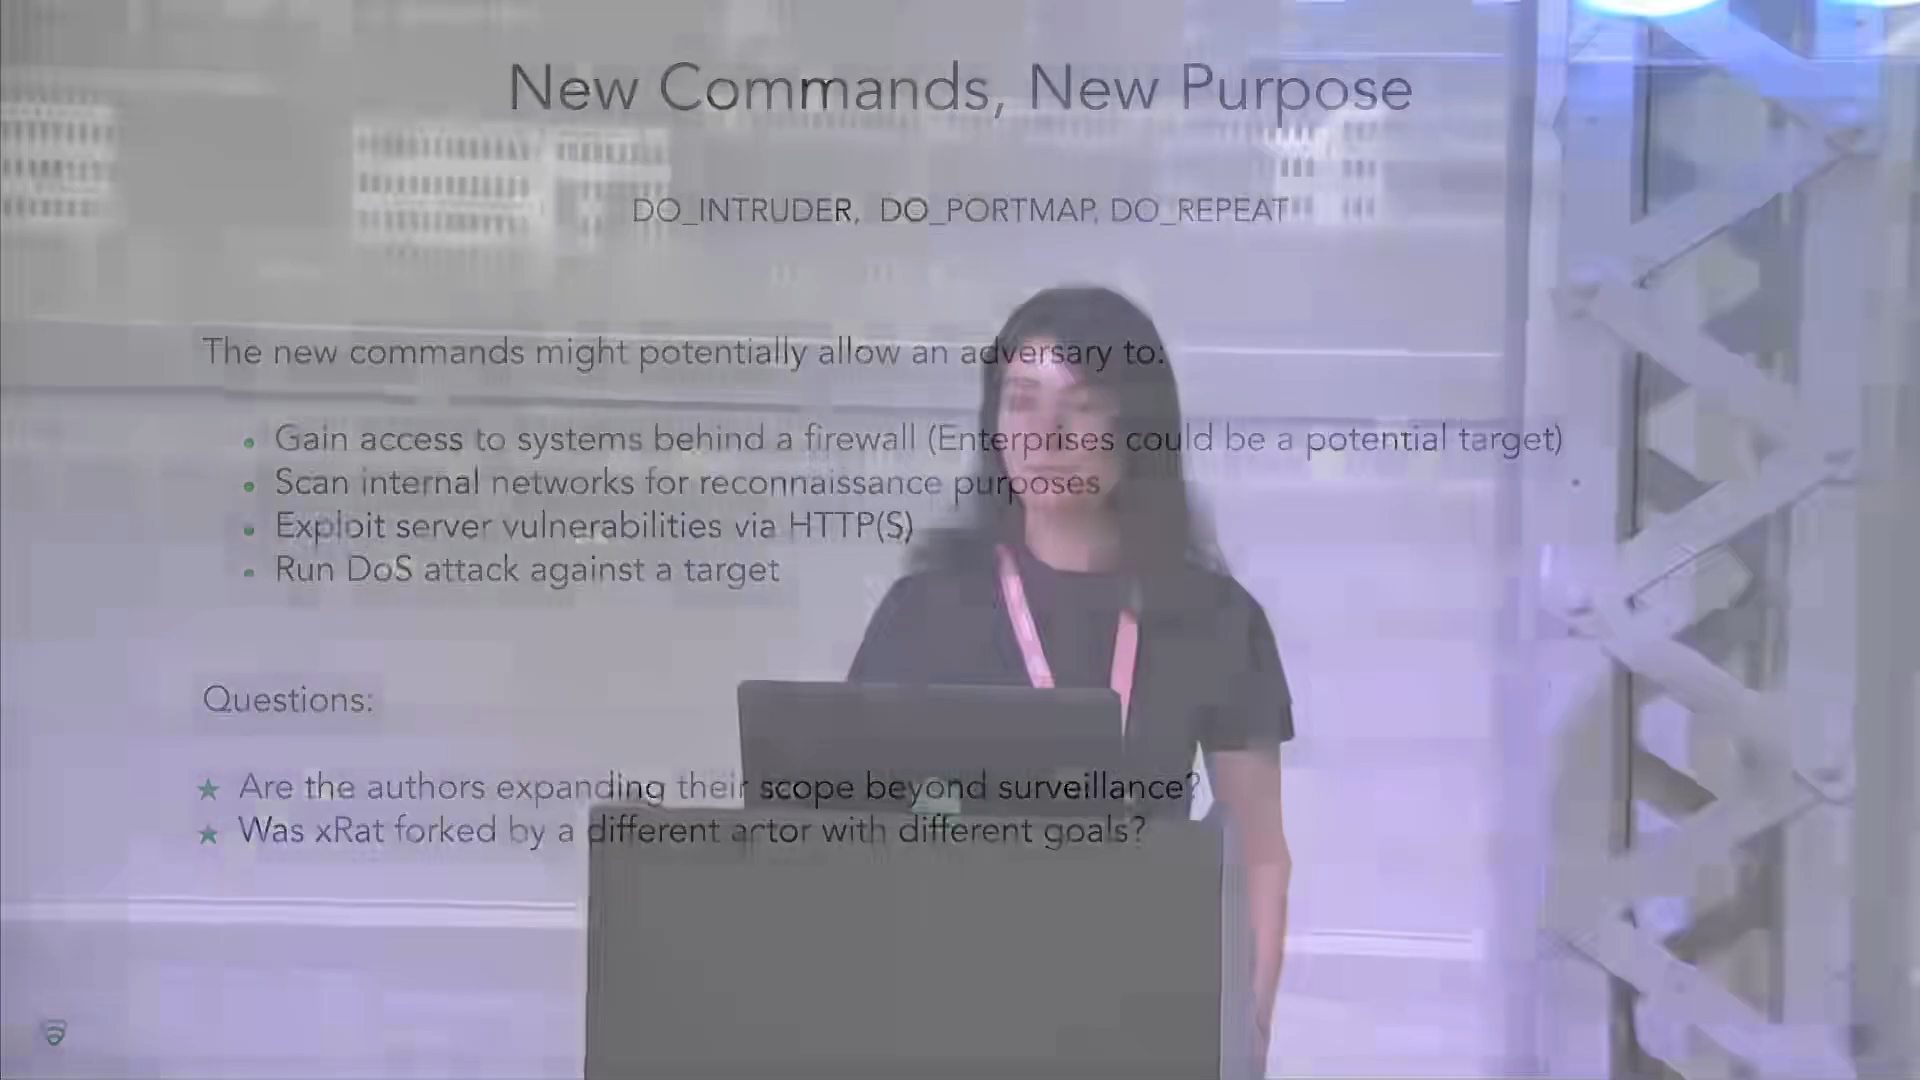 New Commands, New Purpose
DO_INTRUDER, DO_PORTMAP, DO_REPEAT
The new commands might potentially allow an adversary to:
• Gain access to systems behind a firewall (Enterprises could be a potential target)
• Scan internal networks for reconnaissance purposes
• Exploit server vulnerabilities via HTTP(S)
• Run DoS attack against a target
Questions:
★ Are the authors expanding their scope beyond surveillance?
★ Was xRat forked by a different actor with different goals?